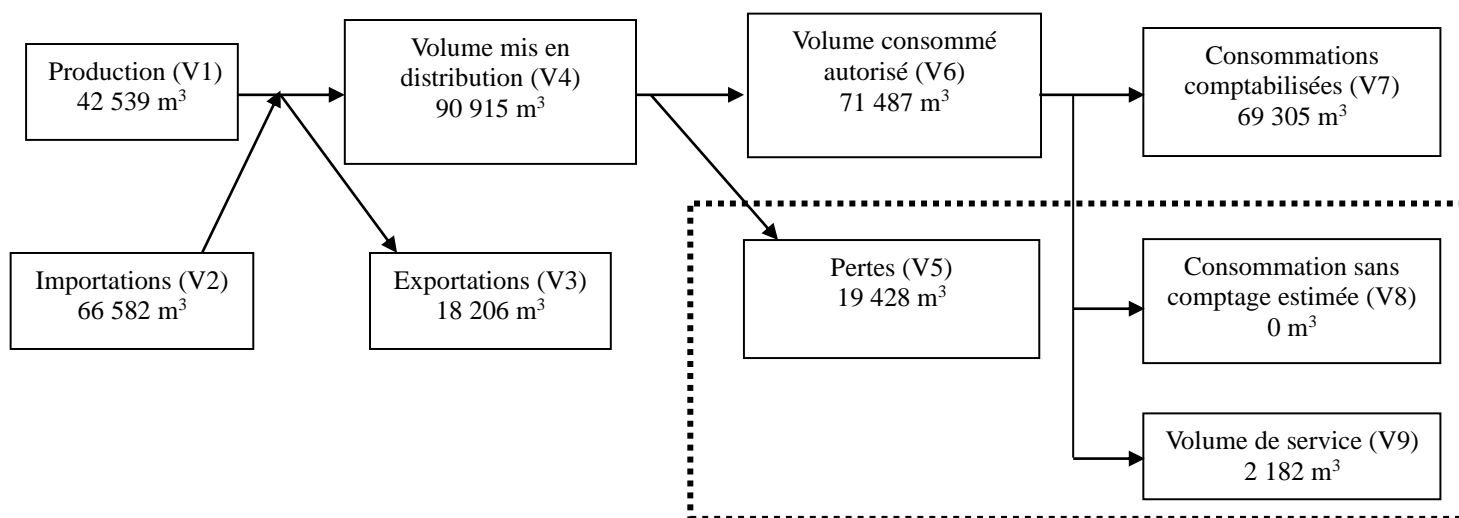 Production (V1)
42 539 m³
Volume mis en
distribution (V4)
90 915 m³
Volume consommé
autorisé (V6)
71 487 m³
Consommations
comptabilisées (V7)
69 305 m³
Importations (V2)
66 582 m³
Exportations (V3)
18 206 m³
Pertes (V5)
19 428 m³
Consommation sans
comptage estimée (V8)
0 m³
Volume de service (V9)
2 182 m³